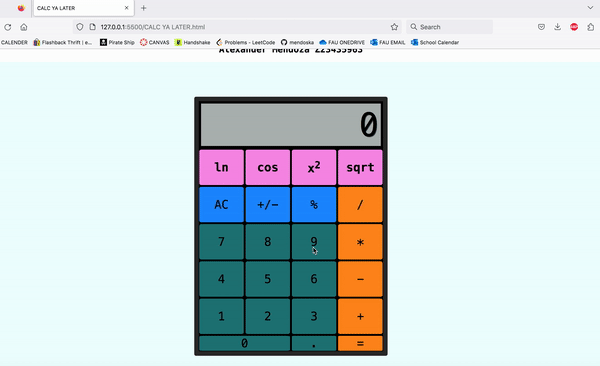 CALC YA LATER
127.0.0.1:5500/CALC YA LATER.html
Search
CALENDER Flashback Thrift | e... Pirate Ship CANVAS Handshake Problems - LeetCode mendoska FAU ONEDRIVE FAU EMAIL School Calendar
Alexander Mendoza Z23435963
0
ln cos x² sqrt
AC +/− % /
7 8 9 *
4 5 6 −
1 2 3 +
0 . =